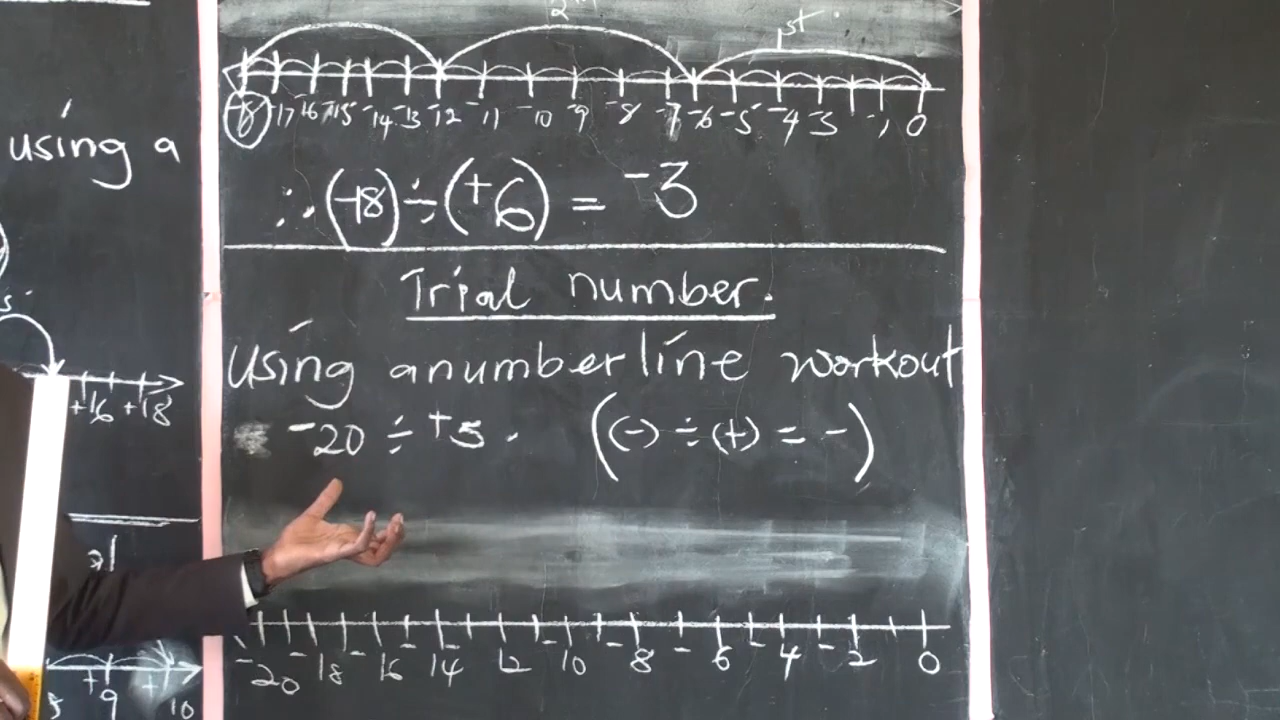 using a
+16 +18
+9 10
1st
-18 -17 -16 -15 -14 -13 -12 -11 -10 -9 -8 -7 -6 -5 -4 -3 -1 0
∴ (-18) ÷ (+6) = -3
Trial number.
Using anumberline workout
-20 ÷ +5. ((-) ÷ (+) = -)
-20 - 18 - 16 - 14 - 12 - 10 - -8 - -6 - -4 - -2 0